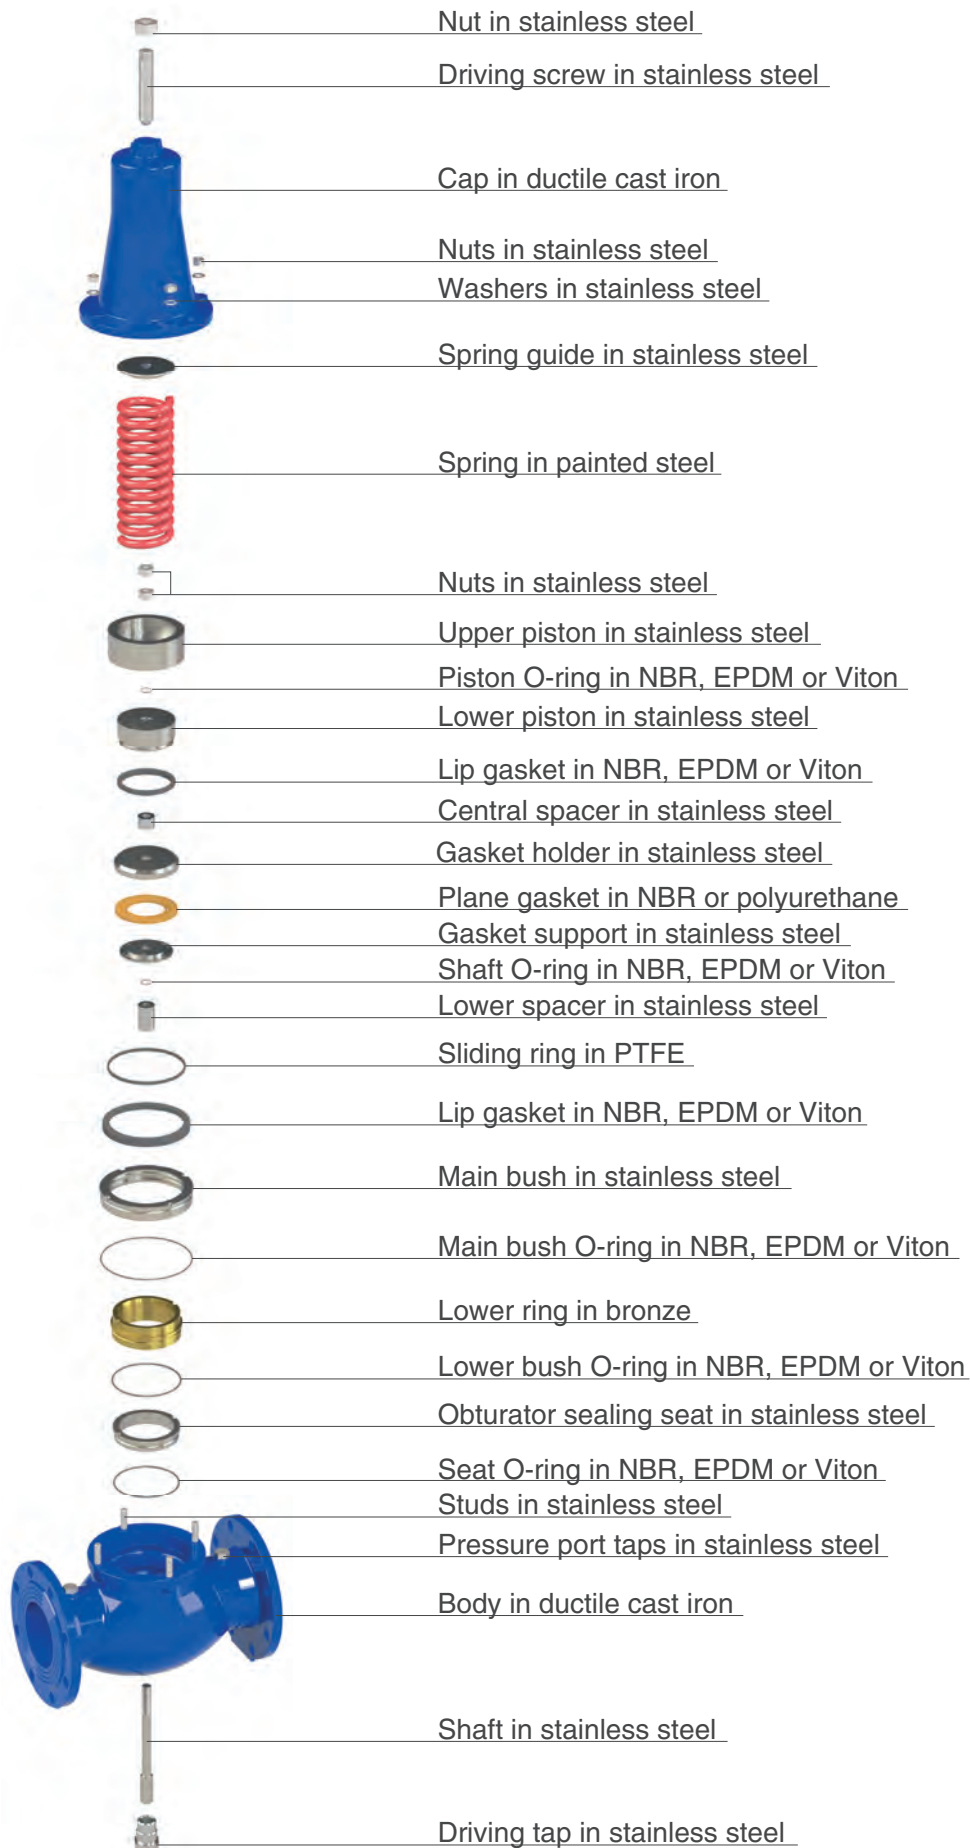 Nut in stainless steel
Driving screw in stainless steel
Cap in ductile cast iron
Nuts in stainless steel
Washers in stainless steel
Spring guide in stainless steel
Spring in painted steel
Nuts in stainless steel
Upper piston in stainless steel
Piston O-ring in NBR, EPDM or Viton
Lower piston in stainless steel
Lip gasket in NBR, EPDM or Viton
Central spacer in stainless steel
Gasket holder in stainless steel
Plane gasket in NBR or polyurethane
Gasket support in stainless steel
Shaft O-ring in NBR, EPDM or Viton
Lower spacer in stainless steel
Sliding ring in PTFE
Lip gasket in NBR, EPDM or Viton
Main bush in stainless steel
Main bush O-ring in NBR, EPDM or Viton
Lower ring in bronze
Lower bush O-ring in NBR, EPDM or Viton
Obturator sealing seat in stainless steel
Seat O-ring in NBR, EPDM or Viton
Studs in stainless steel
Pressure port taps in stainless steel
Body in ductile cast iron
Shaft in stainless steel
Driving tap in stainless steel